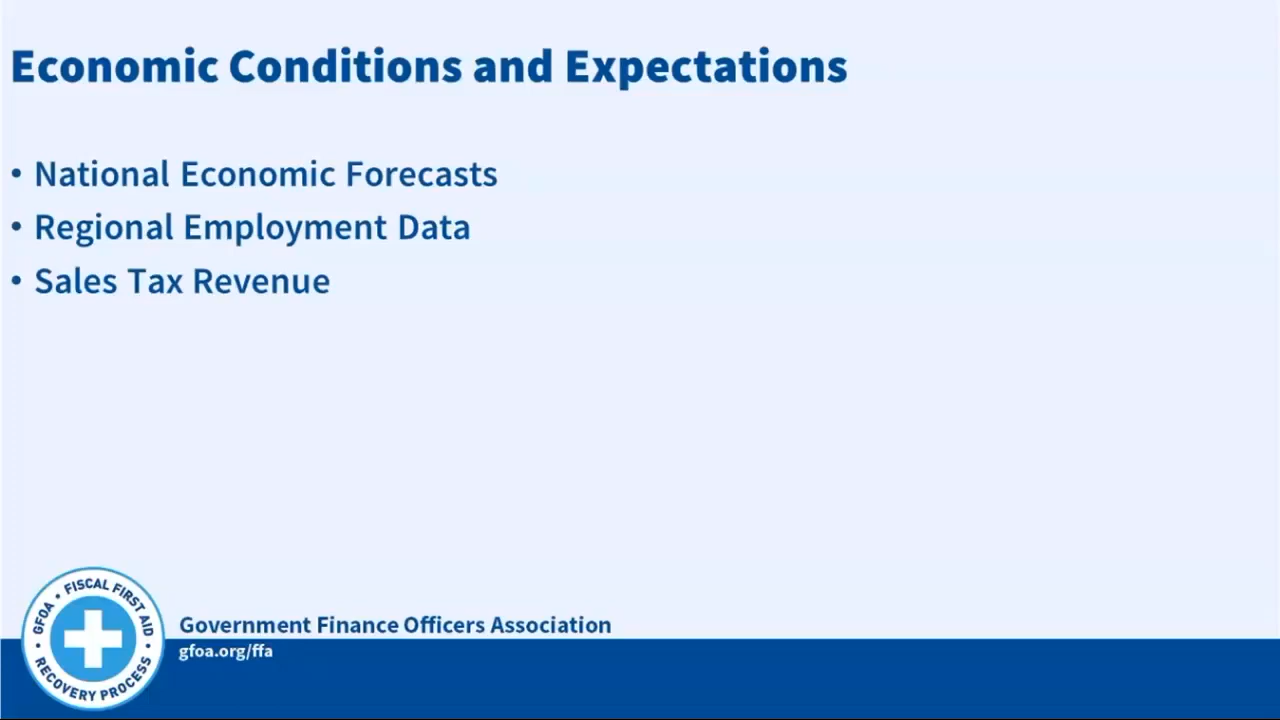 Economic Conditions and Expectations
• National Economic Forecasts
• Regional Employment Data
• Sales Tax Revenue
GFOA • FISCAL FIRST AID
• RECOVERY PROCESS •
Government Finance Officers Association
gfoa.org/ffa